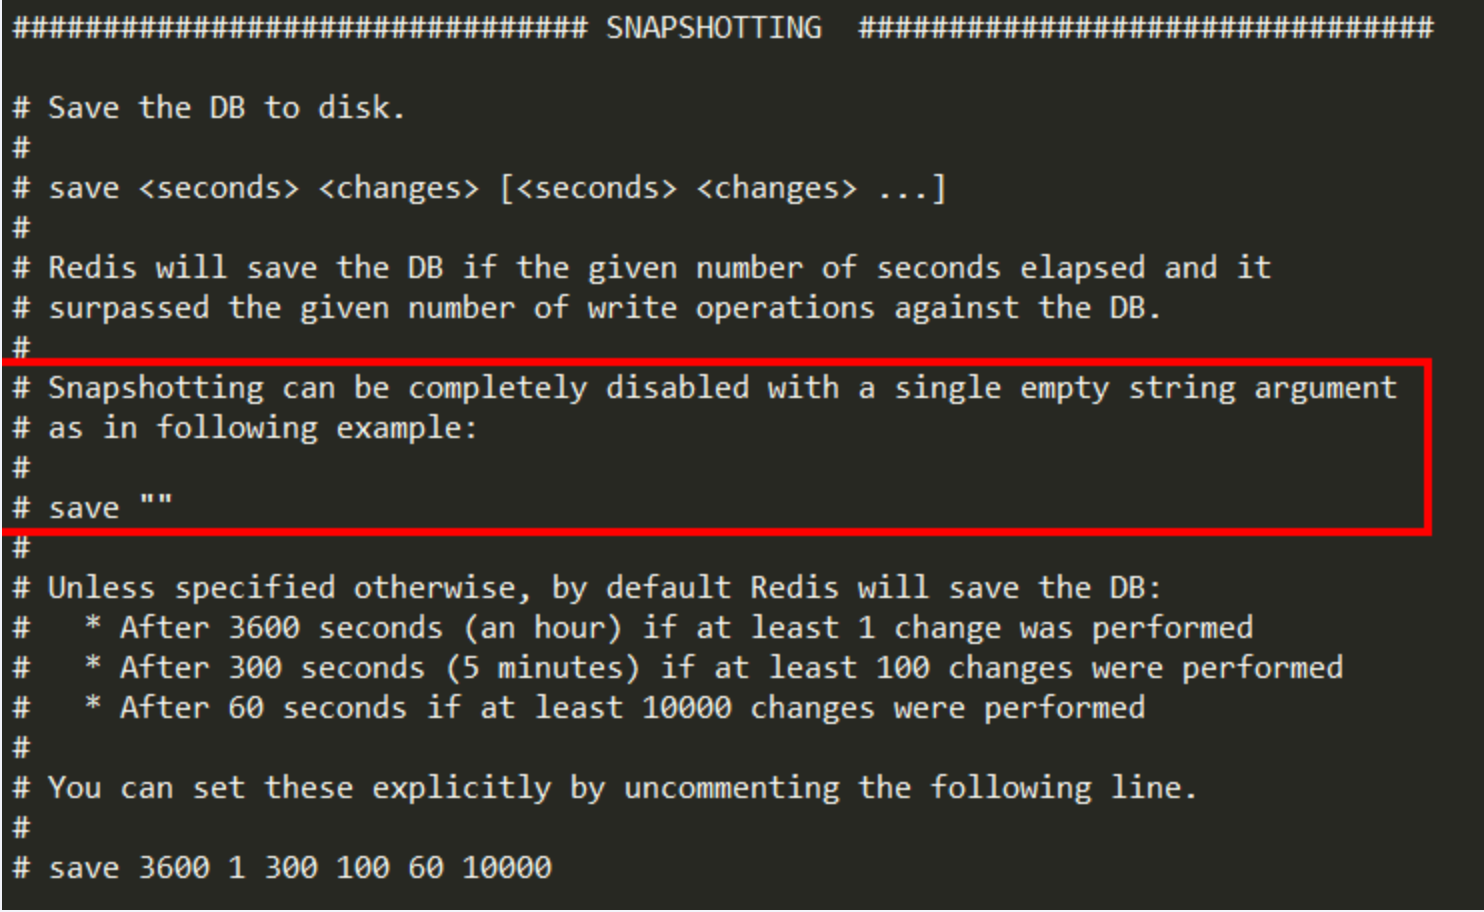 ################################ SNAPSHOTTING  ################################
# Save the DB to disk.
#
# save <seconds> <changes> [<seconds> <changes> ...]
#
# Redis will save the DB if the given number of seconds elapsed and it
# surpassed the given number of write operations against the DB.
#
# Snapshotting can be completely disabled with a single empty string argument
# as in following example:
#
# save ""
#
# Unless specified otherwise, by default Redis will save the DB:
#   * After 3600 seconds (an hour) if at least 1 change was performed
#   * After 300 seconds (5 minutes) if at least 100 changes were performed
#   * After 60 seconds if at least 10000 changes were performed
#
# You can set these explicitly by uncommenting the following line.
#
# save 3600 1 300 100 60 10000